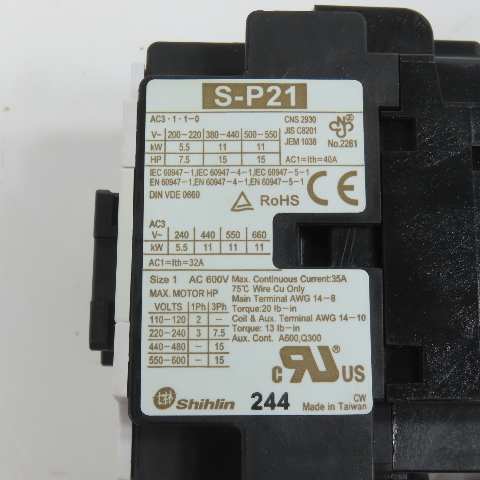 S-P21
AC3・1・1-0
V~ 200-220 380-440 500-550
kW 5.5 11 11
HP 7.5 15 15
CNS 2930
JIS C8201
JEM 1038
No.2261
AC1=Ith=40A
IEC 60947-1,IEC 60947-4-1,IEC 60947-5-1
EN 60947-1,EN 60947-4-1,EN 60947-5-1
DIN VDE 0660
RoHS
CE
AC3
V~ 240 440 550 660
kW 5.5 11 11 11
AC1=Ith=32A
Size 1 AC 600V
MAX. MOTOR HP
VOLTS 1Ph 3Ph
110-120 2 -
220-240 3 7.5
440-480 - 15
550-600 - 15
Max. Continuous Current:35A
75℃ Wire Cu Only
Main Terminal AWG 14-8
Torque:20 lb-in
Coil & Aux. Terminal AWG 14-10
Torque: 13 lb-in
Aux. Cont. A600,Q300
c RU US
Shihlin 244
CW
Made in Taiwan